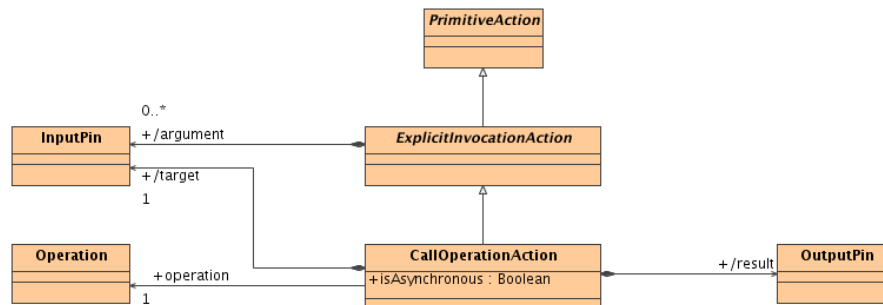 PrimitiveAction
0..*
+/argument
InputPin
ExplicitInvocationAction
+/target
1
Operation
CallOperationAction
OutputPin
+operation
+isAsynchronous : Boolean
+/result
1